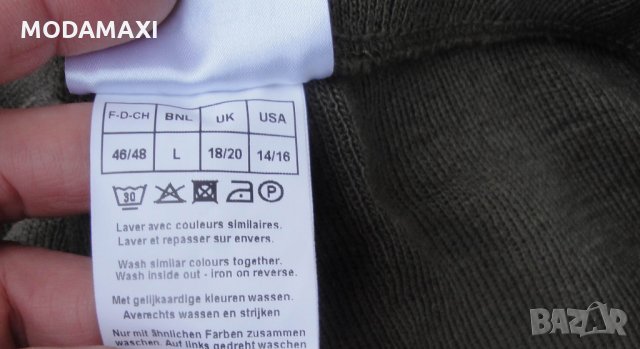 MODAMAXI
F-D-CH BNL UK USA
46/48 L 18/20 14/16
30 P
Laver avec couleurs similaires.
Laver et repasser sur envers.
Wash similar colours together.
Wash inside out - iron on reverse.
Met gelijkaardige kleuren wassen.
Averechts wassen en strijken
Nur mit ähnlichen Farben zusammen
waschen. Auf links gedreht waschen
BAZAR